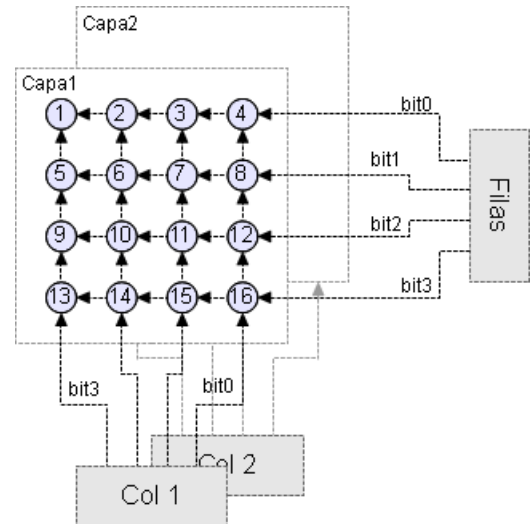 Capa2
Capa1
1 2 3 4
bit0
5 6 7 8
bit1
Filas
9 10 11 12
bit2
13 14 15 16
bit3
bit3 bit0
Col 2
Col 1